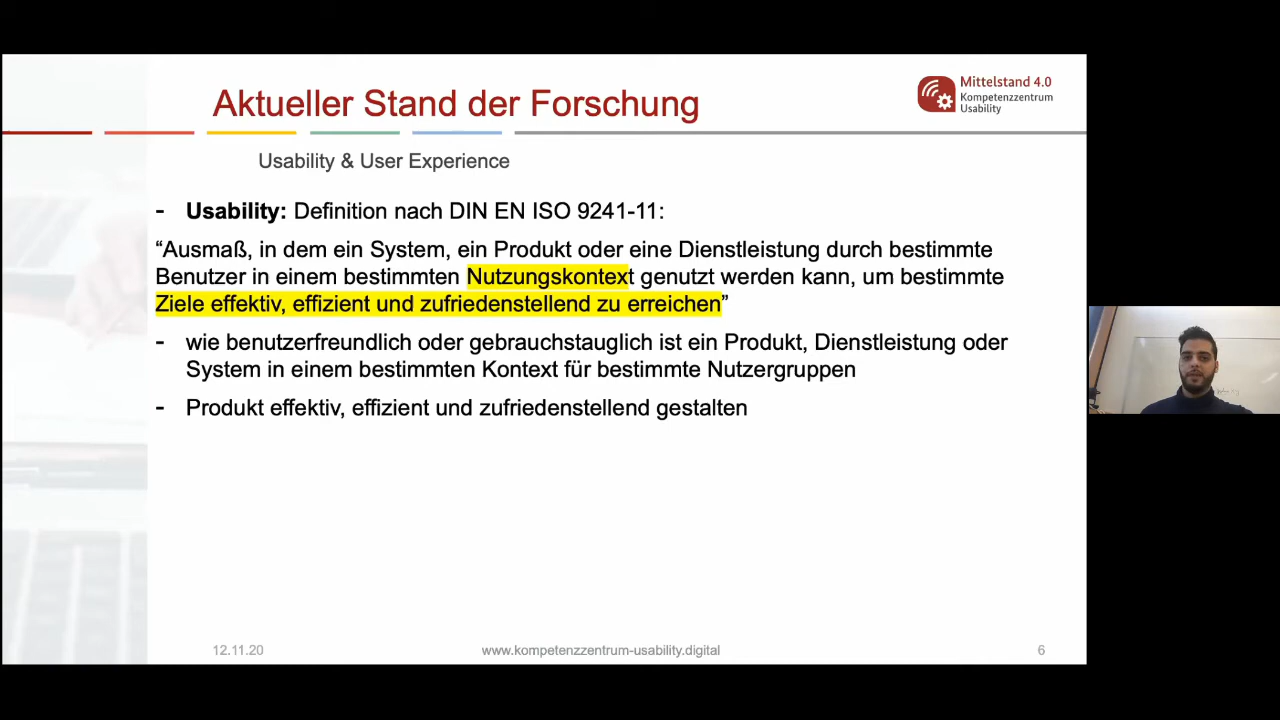 Aktueller Stand der Forschung
Mittelstand 4.0
Kompetenzzentrum
Usability
Usability & User Experience
- Usability: Definition nach DIN EN ISO 9241-11:
“Ausmaß, in dem ein System, ein Produkt oder eine Dienstleistung durch bestimmte
Benutzer in einem bestimmten Nutzungskontext genutzt werden kann, um bestimmte
Ziele effektiv, effizient und zufriedenstellend zu erreichen”
- wie benutzerfreundlich oder gebrauchstauglich ist ein Produkt, Dienstleistung oder
System in einem bestimmten Kontext für bestimmte Nutzergruppen
- Produkt effektiv, effizient und zufriedenstellend gestalten
12.11.20
www.kompetenzzentrum-usability.digital
6